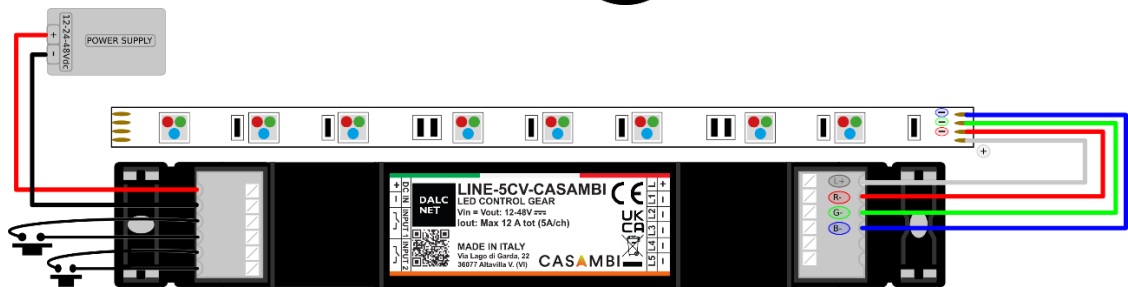 12-24-48Vdc
+
-
POWER SUPPLY
−
−
−
+
+
−
DC IN
INPUT 1
INPUT 2
DALC
NET
LINE-5CV-CASAMBI
LED CONTROL GEAR
Vin = Vout: 12-48V
Iout: Max 12 A tot (5A/ch)
MADE IN ITALY
Via Lago di Garda, 22
36077 Altavilla V. (VI)
CASAMBI
CE
UK
CA
L +
L1 −
L2 −
L3 −
L4 −
L5 −
L+
R-
G-
B-